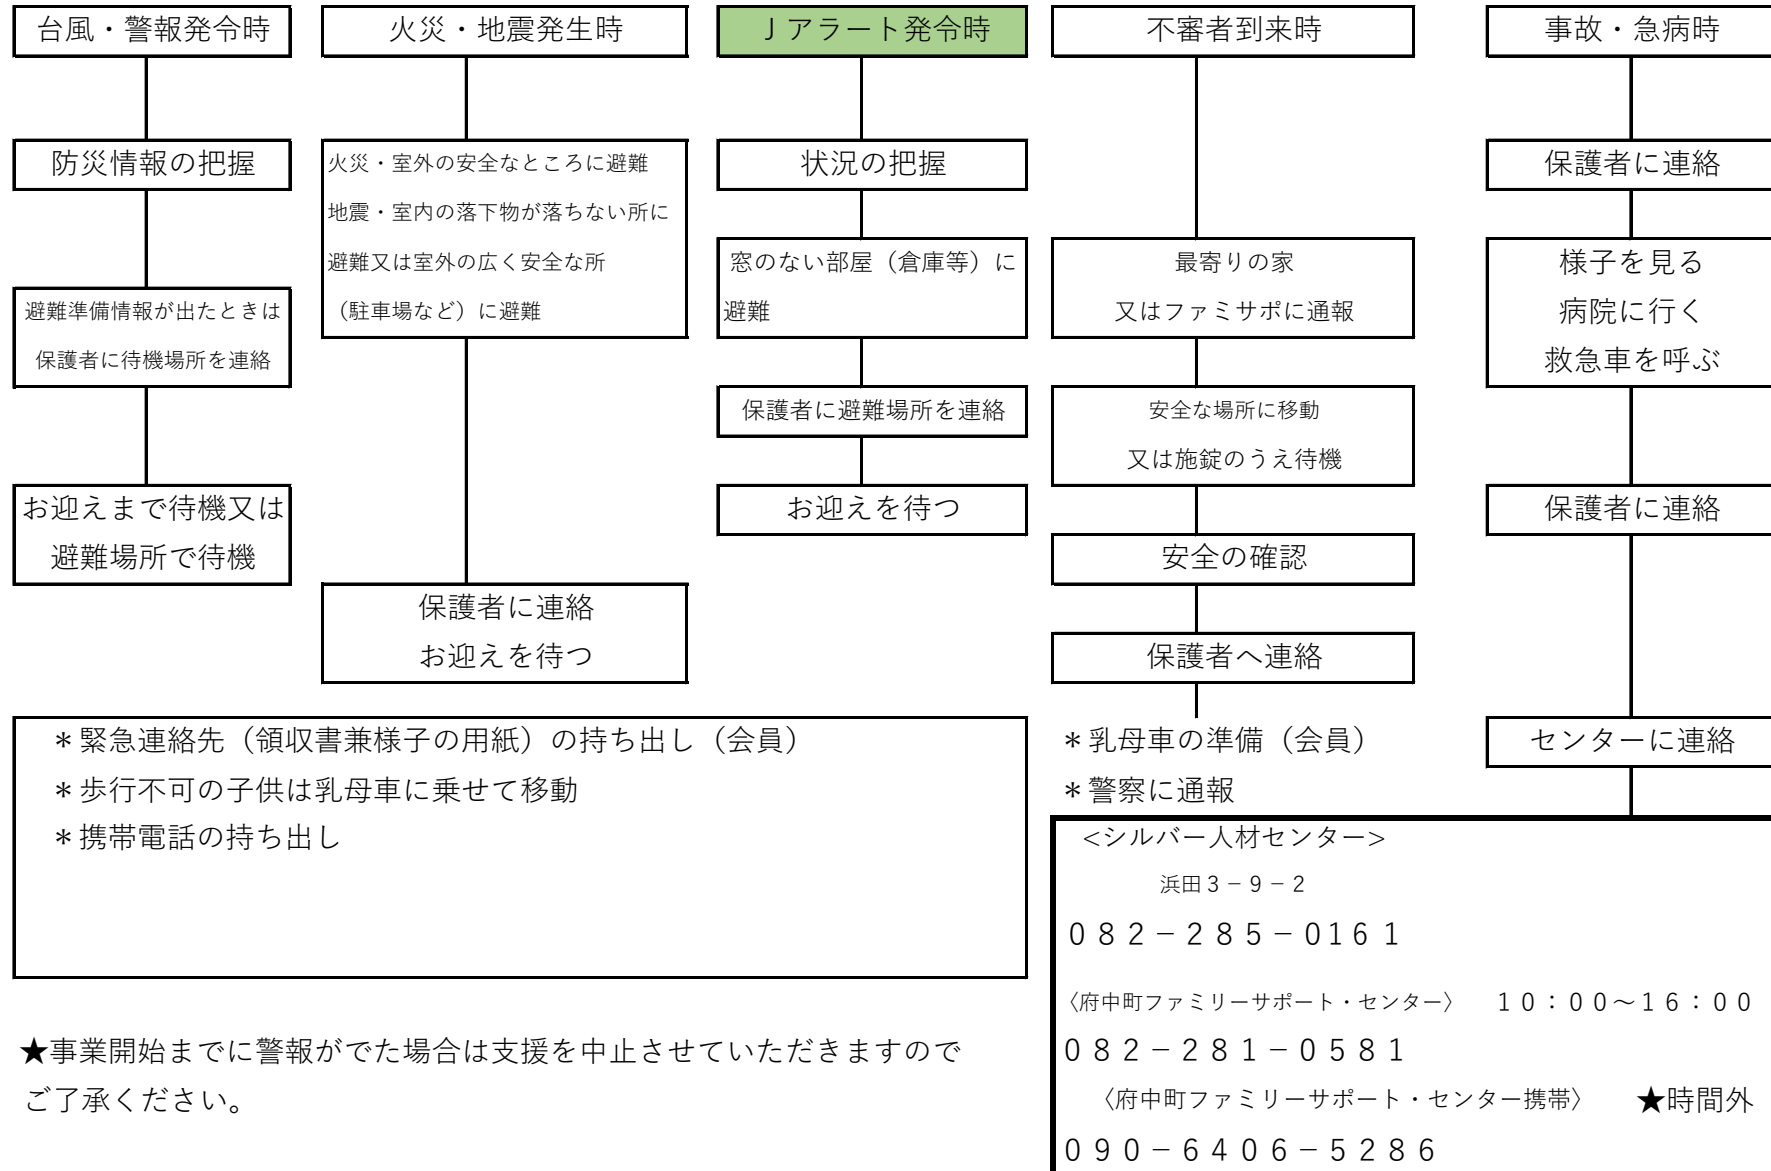 台風・警報発令時
防災情報の把握
避難準備情報が出たときは
保護者に待機場所を連絡
お迎えまで待機又は
避難場所で待機
火災・地震発生時
火災・室外の安全なところに避難
地震・室内の落下物が落ちない所に
避難又は室外の広く安全な所
（駐車場など）に避難
保護者に連絡
お迎えを待つ
Ｊアラート発令時
状況の把握
窓のない部屋（倉庫等）に
避難
保護者に避難場所を連絡
お迎えを待つ
不審者到来時
最寄りの家
又はファミサポに通報
安全な場所に移動
又は施錠のうえ待機
安全の確認
保護者へ連絡
＊乳母車の準備（会員）
＊警察に通報
事故・急病時
保護者に連絡
様子を見る
病院に行く
救急車を呼ぶ
保護者に連絡
センターに連絡
＊緊急連絡先（領収書兼様子の用紙）の持ち出し（会員）
＊歩行不可の子供は乳母車に乗せて移動
＊携帯電話の持ち出し
★事業開始までに警報がでた場合は支援を中止させていただきますので
ご了承ください。
<シルバー人材センター>
浜田３－９－２
０８２－２８５－０１６１
〈府中町ファミリーサポート・センター〉　１０：００～１６：００
０８２－２８１－０５８１
〈府中町ファミリーサポート・センター携帯〉　★時間外
０９０－６４０６－５２８６